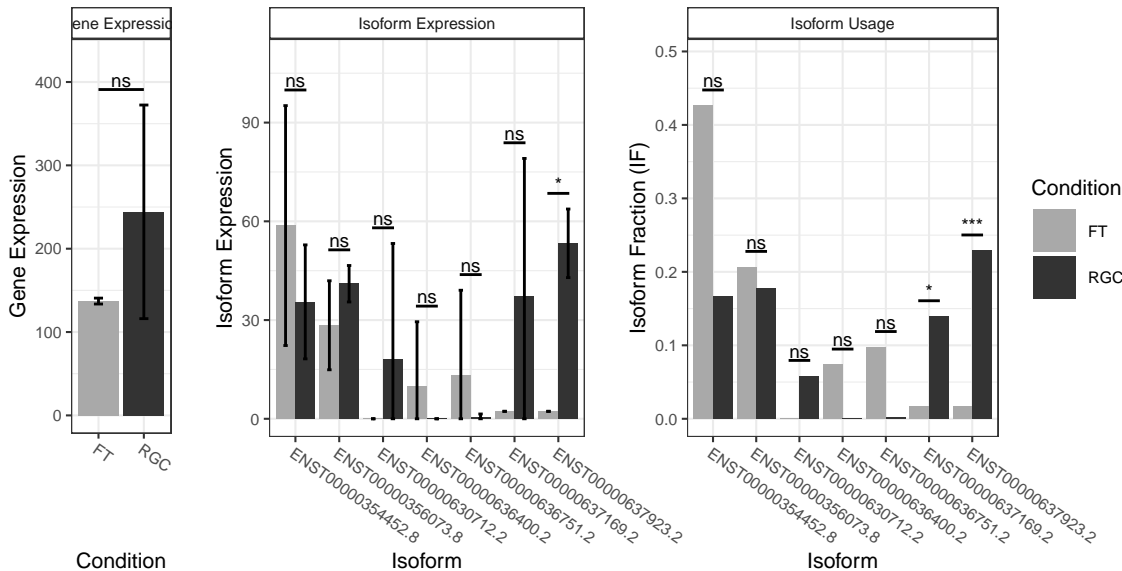 ene Expressio
Gene Expression
400
300
200
100
0
ns
FT
RGC
Condition
Isoform Expression
Isoform Expression
90
60
30
0
ns
ns
ns
ns
ns
ns
*
ENST00000354452.8
ENST00000356073.8
ENST00000630712.2
ENST00000636400.2
ENST00000636751.2
ENST00000637169.2
ENST00000637923.2
Isoform
Isoform Usage
Isoform Fraction (IF)
0.5
0.4
0.3
0.2
0.1
0.0
ns
ns
ns
ns
ns
*
***
ENST00000354452.8
ENST00000356073.8
ENST00000630712.2
ENST00000636400.2
ENST00000636751.2
ENST00000637169.2
ENST00000637923.2
Isoform
Condition
FT
RGC